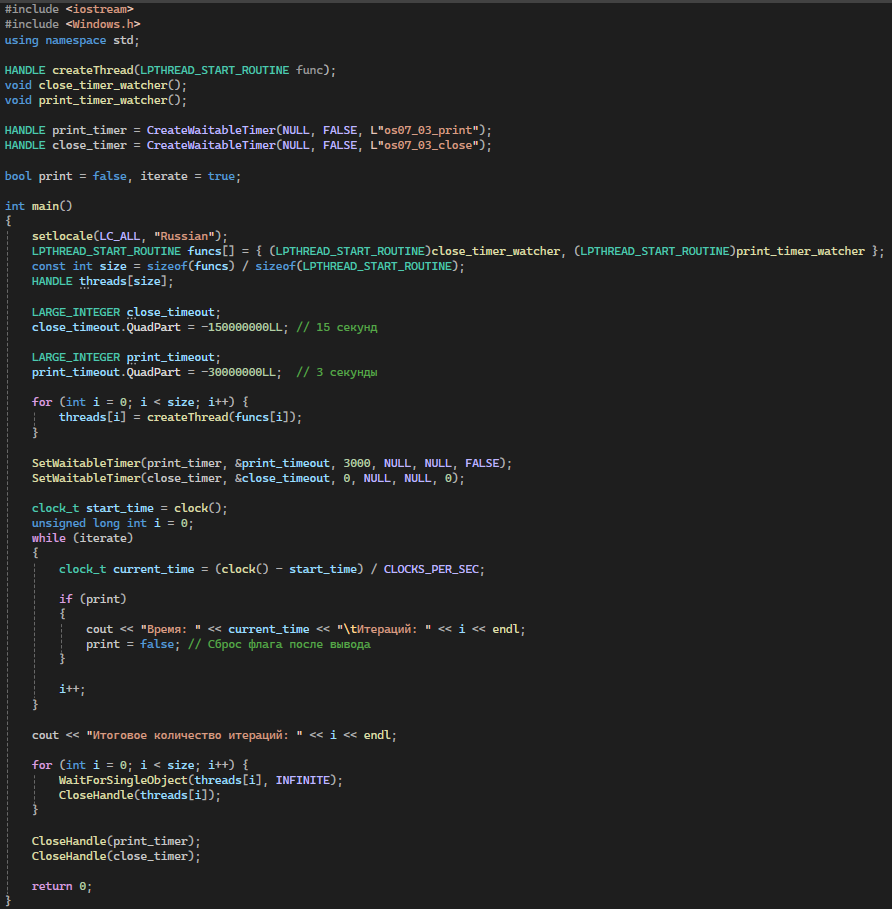 #include <iostream>
#include <Windows.h>
using namespace std;

HANDLE createThread(LPTHREAD_START_ROUTINE func);
void close_timer_watcher();
void print_timer_watcher();

HANDLE print_timer = CreateWaitableTimer(NULL, FALSE, L"os07_03_print");
HANDLE close_timer = CreateWaitableTimer(NULL, FALSE, L"os07_03_close");

bool print = false, iterate = true;

int main()
{
    setlocale(LC_ALL, "Russian");
    LPTHREAD_START_ROUTINE funcs[] = { (LPTHREAD_START_ROUTINE)close_timer_watcher, (LPTHREAD_START_ROUTINE)print_timer_watcher };
    const int size = sizeof(funcs) / sizeof(LPTHREAD_START_ROUTINE);
    HANDLE threads[size];

    LARGE_INTEGER close_timeout;
    close_timeout.QuadPart = -150000000LL; // 15 секунд

    LARGE_INTEGER print_timeout;
    print_timeout.QuadPart = -30000000LL;  // 3 секунды

    for (int i = 0; i < size; i++) {
        threads[i] = createThread(funcs[i]);
    }

    SetWaitableTimer(print_timer, &print_timeout, 3000, NULL, NULL, FALSE);
    SetWaitableTimer(close_timer, &close_timeout, 0, NULL, NULL, 0);

    clock_t start_time = clock();
    unsigned long int i = 0;
    while (iterate)
    {
        clock_t current_time = (clock() - start_time) / CLOCKS_PER_SEC;

        if (print)
        {
            cout << "Время: " << current_time << "\tИтераций: " << i << endl;
            print = false; // Сброс флага после вывода
        }

        i++;
    }

    cout << "Итоговое количество итераций: " << i << endl;

    for (int i = 0; i < size; i++) {
        WaitForSingleObject(threads[i], INFINITE);
        CloseHandle(threads[i]);
    }

    CloseHandle(print_timer);
    CloseHandle(close_timer);

    return 0;
}